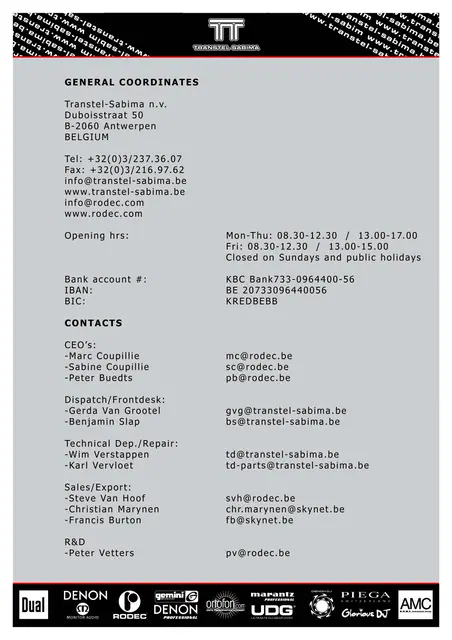 TRANSTEL-SABIMA
GENERAL COORDINATES
Transtel-Sabima n.v.
Duboisstraat 50
B-2060 Antwerpen
BELGIUM
Tel: +32(0)3/237.36.07
Fax: +32(0)3/216.97.62
info@transtel-sabima.be
www.transtel-sabima.be
info@rodec.com
www.rodec.com
Opening hrs: Mon-Thu: 08.30-12.30 / 13.00-17.00
Fri: 08.30-12.30 / 13.00-15.00
Closed on Sundays and public holidays
Bank account #: KBC Bank733-0964400-56
IBAN: BE 20733096440056
BIC: KREDBEBB
CONTACTS
CEO's:
-Marc Coupillie mc@rodec.be
-Sabine Coupillie sc@rodec.be
-Peter Buedts pb@rodec.be
Dispatch/Frontdesk:
-Gerda Van Grootel gvg@transtel-sabima.be
-Benjamin Slap bs@transtel-sabima.be
Technical Dep./Repair:
-Wim Verstappen td@transtel-sabima.be
-Karl Vervloet td-parts@transtel-sabima.be
Sales/Export:
-Steve Van Hoof svh@rodec.be
-Christian Marynen chr.marynen@skynet.be
-Francis Burton fb@skynet.be
R&D
-Peter Vetters pv@rodec.be
Dual
DENON
MONITOR AUDIO
RODEC
gemini
DENON
PROFESSIONAL
ortofon
marantz
PROFESSIONAL
UDG
PIEGA
SWITZERLAND
Glorious DJ
AMC